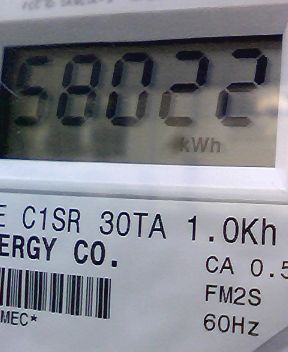 58022
kWh
E C1SR 30TA 1.0Kh
ERGY CO.
CA 0.5
FM2S
MEC*
60Hz